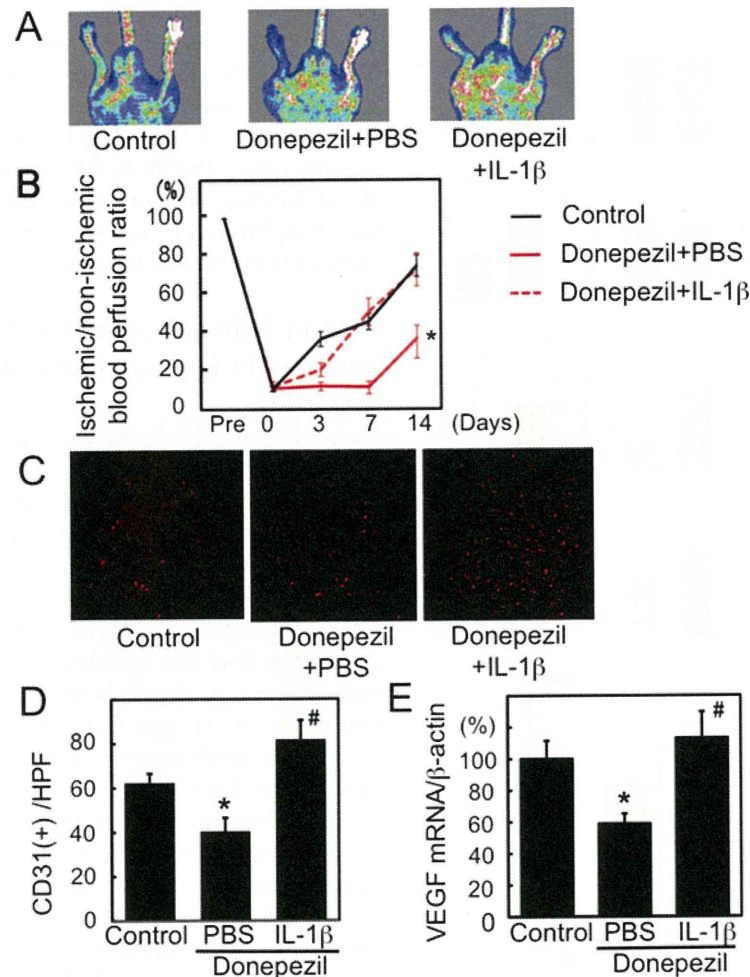 A
Control
Donepezil+PBS
Donepezil
+IL-1β
B
(%)
Ischemic/non-ischemic
blood perfusion ratio
100
80
60
40
20
0
Pre 0 3 7 14 (Days)
*
Control
Donepezil+PBS
Donepezil+IL-1β
C
Control
Donepezil
+PBS
Donepezil
+IL-1β
D
CD31(+) /HPF
80
60
40
20
0
*
#
Control PBS IL-1β
Donepezil
E
(%)
VEGF mRNA/β-actin
100
80
60
40
20
0
*
#
Control PBS IL-1β
Donepezil